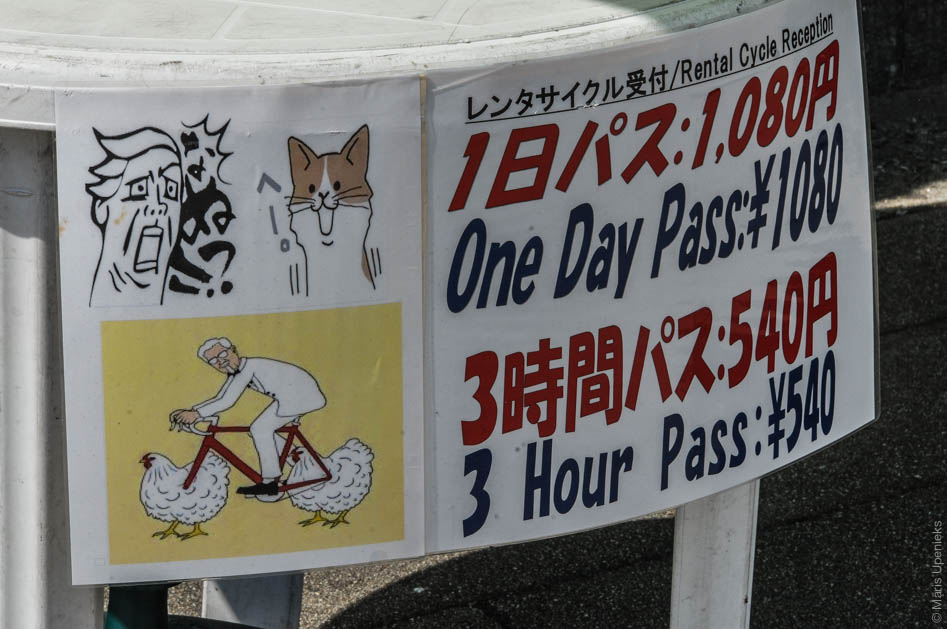 へー。
レンタサイクル受付/Rental Cycle Reception
1日パス:1,080円
One Day Pass:¥1080
3時間パス:540円
3 Hour Pass:¥540
© Māris Upenieks